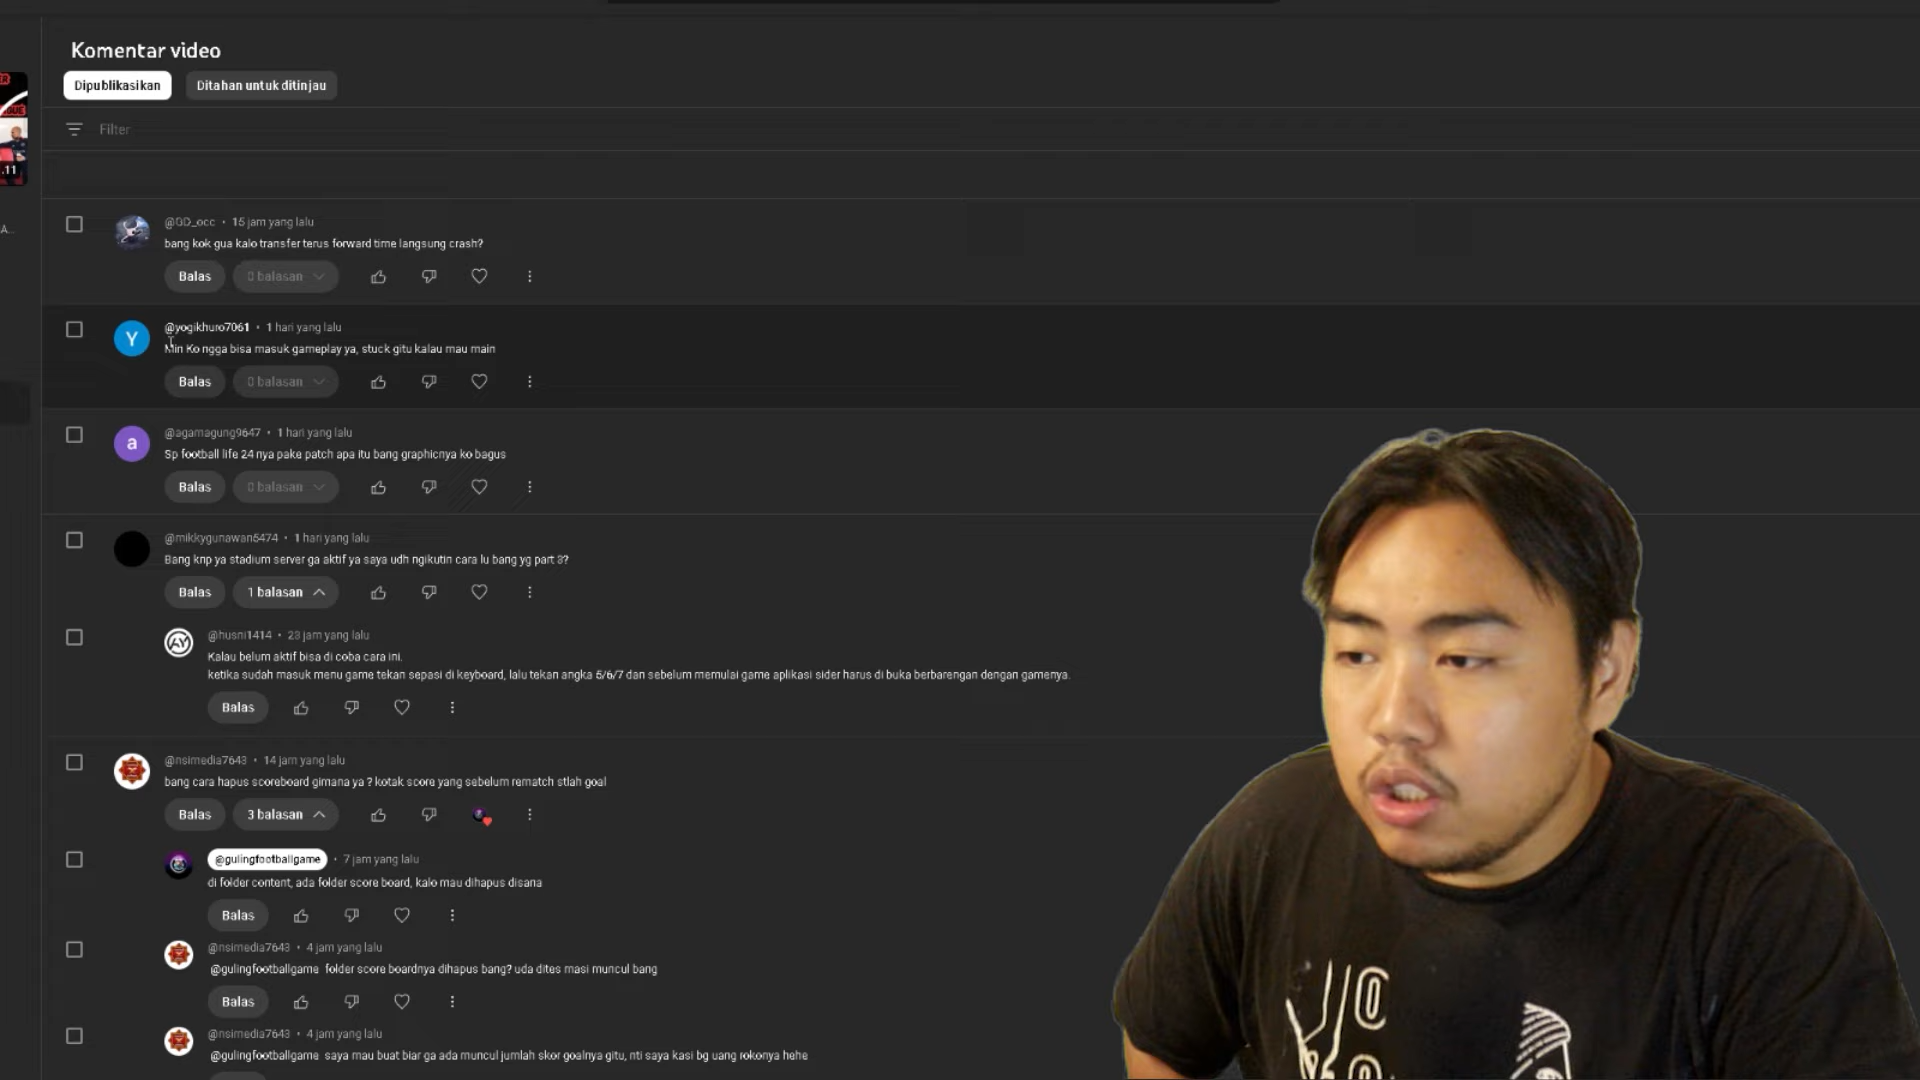 Komentar video
Dipublikasikan
Ditahan untuk ditinjau
Filter
.11
A...
@GD_occ • 15 jam yang lalu
bang kok gua kalo transfer terus forward time langsung crash?
Balas
0 balasan
@yogikhuro7061 • 1 hari yang lalu
Min Ko ngga bisa masuk gameplay ya, stuck gitu kalau mau main
Balas
0 balasan
@agamagung9647 • 1 hari yang lalu
Sp football life 24 nya pake patch apa itu bang graphicnya ko bagus
Balas
0 balasan
@mikkygunawan5474 • 1 hari yang lalu
Bang knp ya stadium server ga aktif ya saya udh ngikutin cara lu bang yg part 3?
Balas
1 balasan
@husni1414 • 23 jam yang lalu
Kalau belum aktif bisa di coba cara ini.
ketika sudah masuk menu game tekan sepasi di keyboard, lalu tekan angka 5/6/7 dan sebelum memulai game aplikasi sider harus di buka berbarengan dengan gamenya.
Balas
@nsimedia7643 • 14 jam yang lalu
bang cara hapus scoreboard gimana ya ? kotak score yang sebelum rematch stlah goal
Balas
3 balasan
@gulingfootballgame • 7 jam yang lalu
di folder content, ada folder score board, kalo mau dihapus disana
Balas
@nsimedia7643 • 4 jam yang lalu
@gulingfootballgame folder score boardnya dihapus bang? uda dites masi muncul bang
Balas
@nsimedia7643 • 4 jam yang lalu
@gulingfootballgame saya mau buat biar ga ada muncul jumlah skor goalnya gitu, nti saya kasi bg uang rokonya hehe